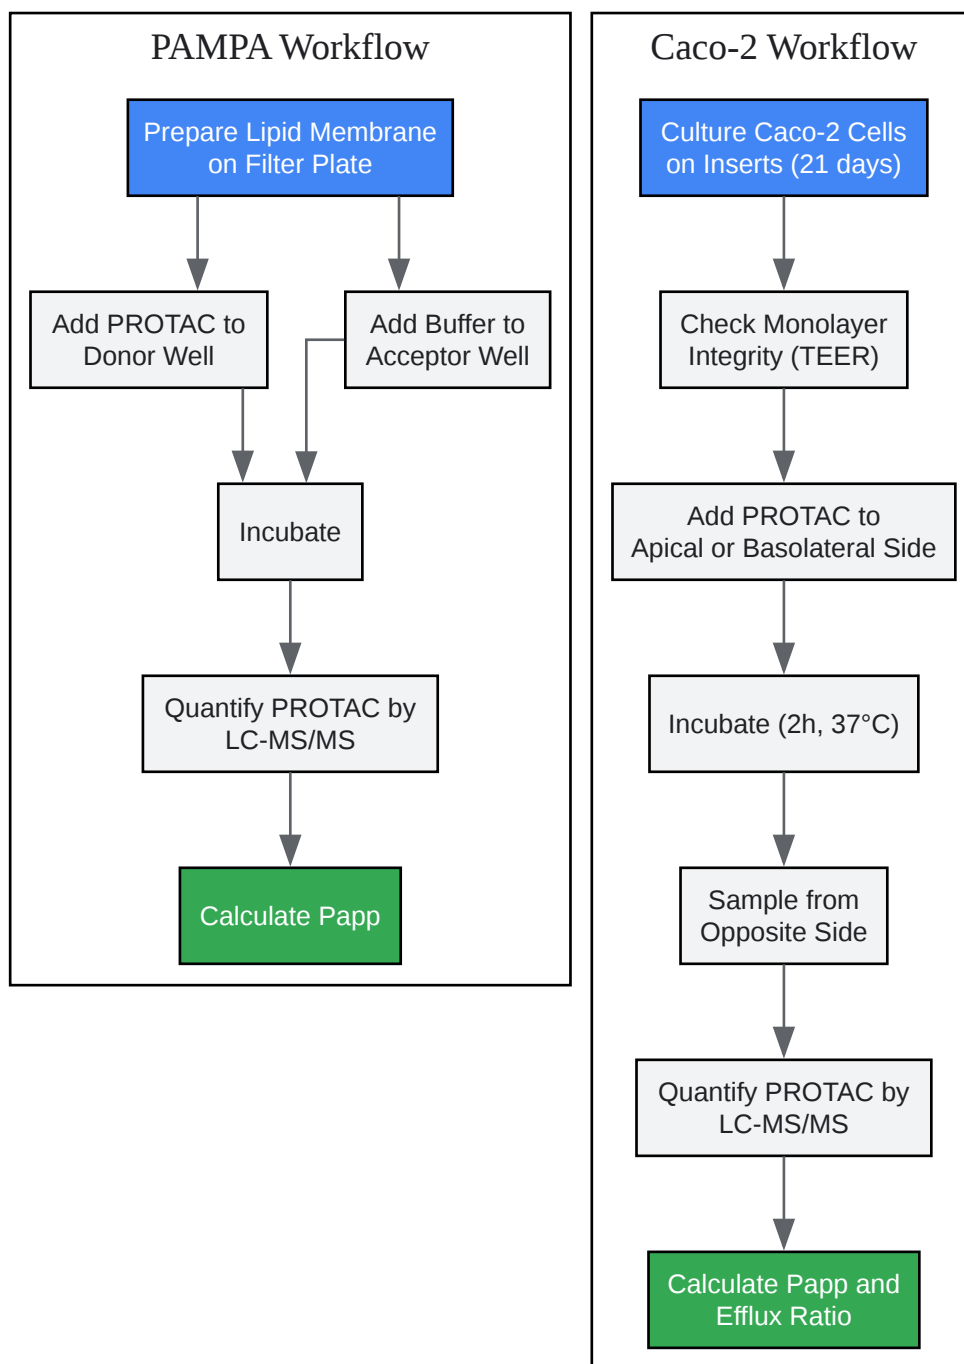 PAMPA Workflow
Prepare Lipid Membrane
on Filter Plate
Add PROTAC to
Donor Well
Add Buffer to
Acceptor Well
Incubate
Quantify PROTAC by
LC-MS/MS
Calculate Papp
Caco-2 Workflow
Culture Caco-2 Cells
on Inserts (21 days)
Check Monolayer
Integrity (TEER)
Add PROTAC to
Apical or Basolateral Side
Incubate (2h, 37°C)
Sample from
Opposite Side
Quantify PROTAC by
LC-MS/MS
Calculate Papp and
Efflux Ratio